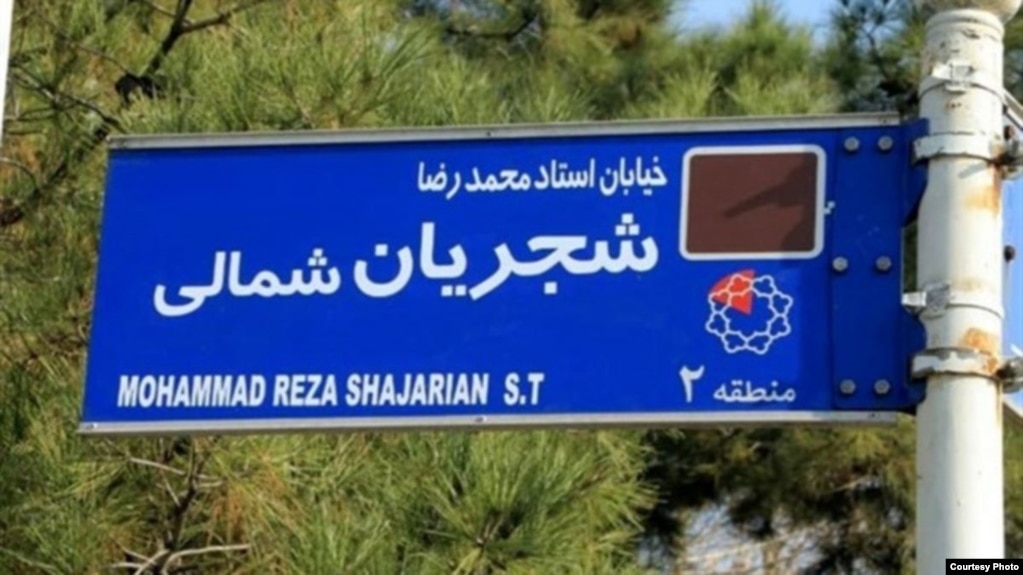 خیابان استاد محمد رضا
شجریان شمالی
MOHAMMAD REZA SHAJARIAN S.T
منطقه ۲
Courtesy Photo